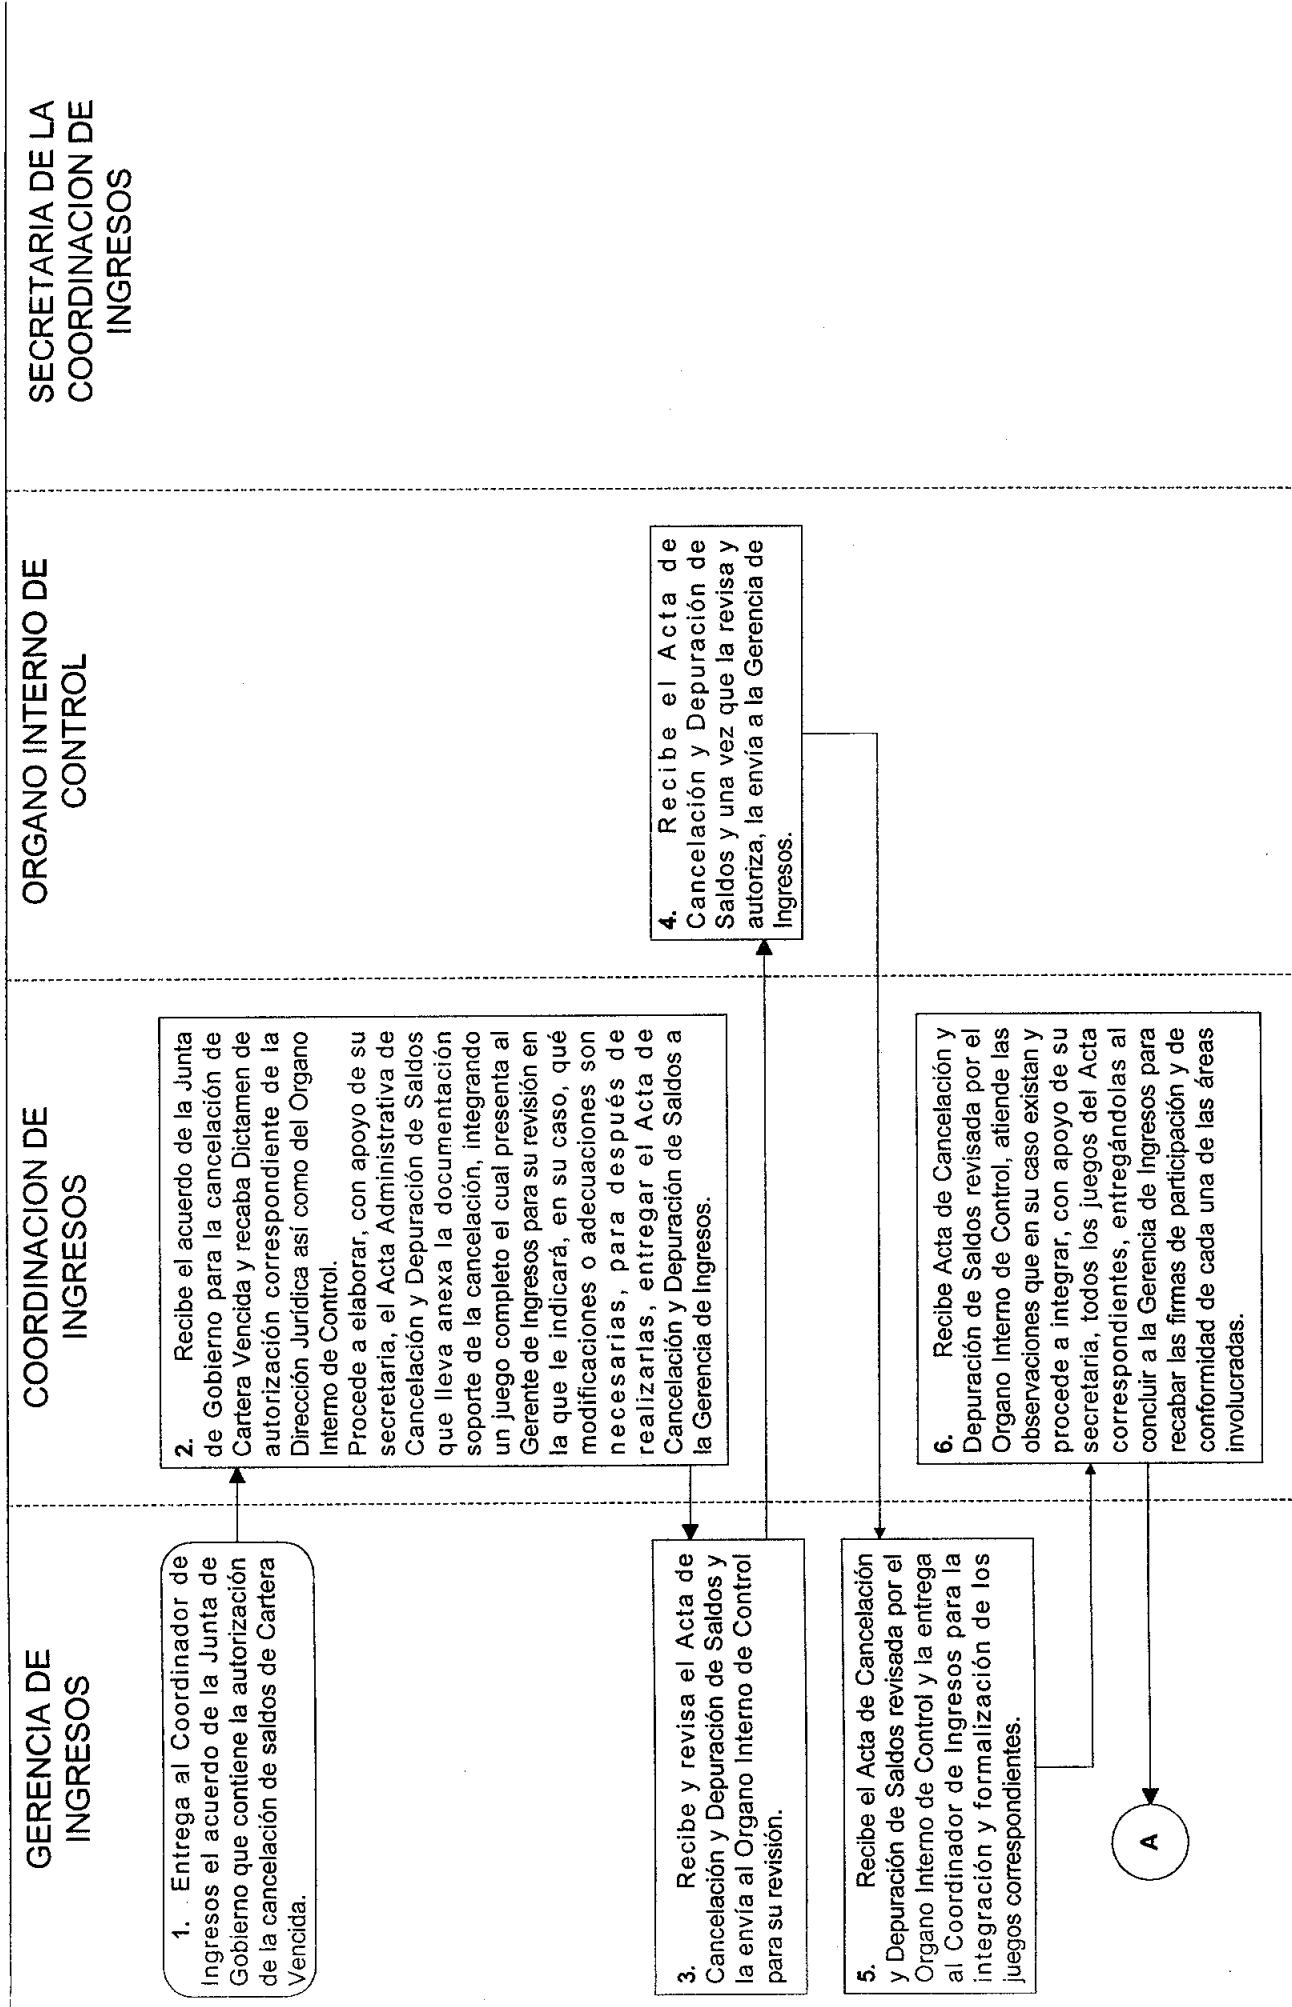 GERENCIA DE
INGRESOS
COORDINACION DE
INGRESOS
ORGANO INTERNO DE
CONTROL
SECRETARIA DE LA
COORDINACION DE
INGRESOS
1. Entrega al Coordinador de
Ingresos el acuerdo de la Junta de
Gobierno que contiene la autorización
de la cancelación de saldos de Cartera
Vencida.
2. Recibe el acuerdo de la Junta
de Gobierno para la cancelación de
Cartera Vencida y recaba Dictamen de
autorización correspondiente de la
Dirección Jurídica así como del Organo
Interno de Control.
Procede a elaborar, con apoyo de su
secretaria, el Acta Administrativa de
Cancelación y Depuración de Saldos
que lleva anexa la documentación
soporte de la cancelación, integrando
un juego completo el cual presenta al
Gerente de Ingresos para su revisión en
la que le indicará, en su caso, qué
modificaciones o adecuaciones son
necesarias, para después de
realizarlas, entregar el Acta de
Cancelación y Depuración de Saldos a
la Gerencia de Ingresos.
3. Recibe y revisa el Acta de
Cancelación y Depuración de Saldos y
la envía al Organo Interno de Control
para su revisión.
4. Recibe el Acta de
Cancelación y Depuración de
Saldos y una vez que la revisa y
autoriza, la envía a la Gerencia de
Ingresos.
5. Recibe el Acta de Cancelación
y Depuración de Saldos revisada por el
Organo Interno de Control y la entrega
al Coordinador de Ingresos para la
integración y formalización de los
juegos correspondientes.
6. Recibe Acta de Cancelación y
Depuración de Saldos revisada por el
Organo Interno de Control, atiende las
observaciones que en su caso existan y
procede a integrar, con apoyo de su
secretaria, todos los juegos del Acta
correspondientes, entregándolas al
concluir a la Gerencia de Ingresos para
recabar las firmas de participación y de
conformidad de cada una de las áreas
involucradas.
A